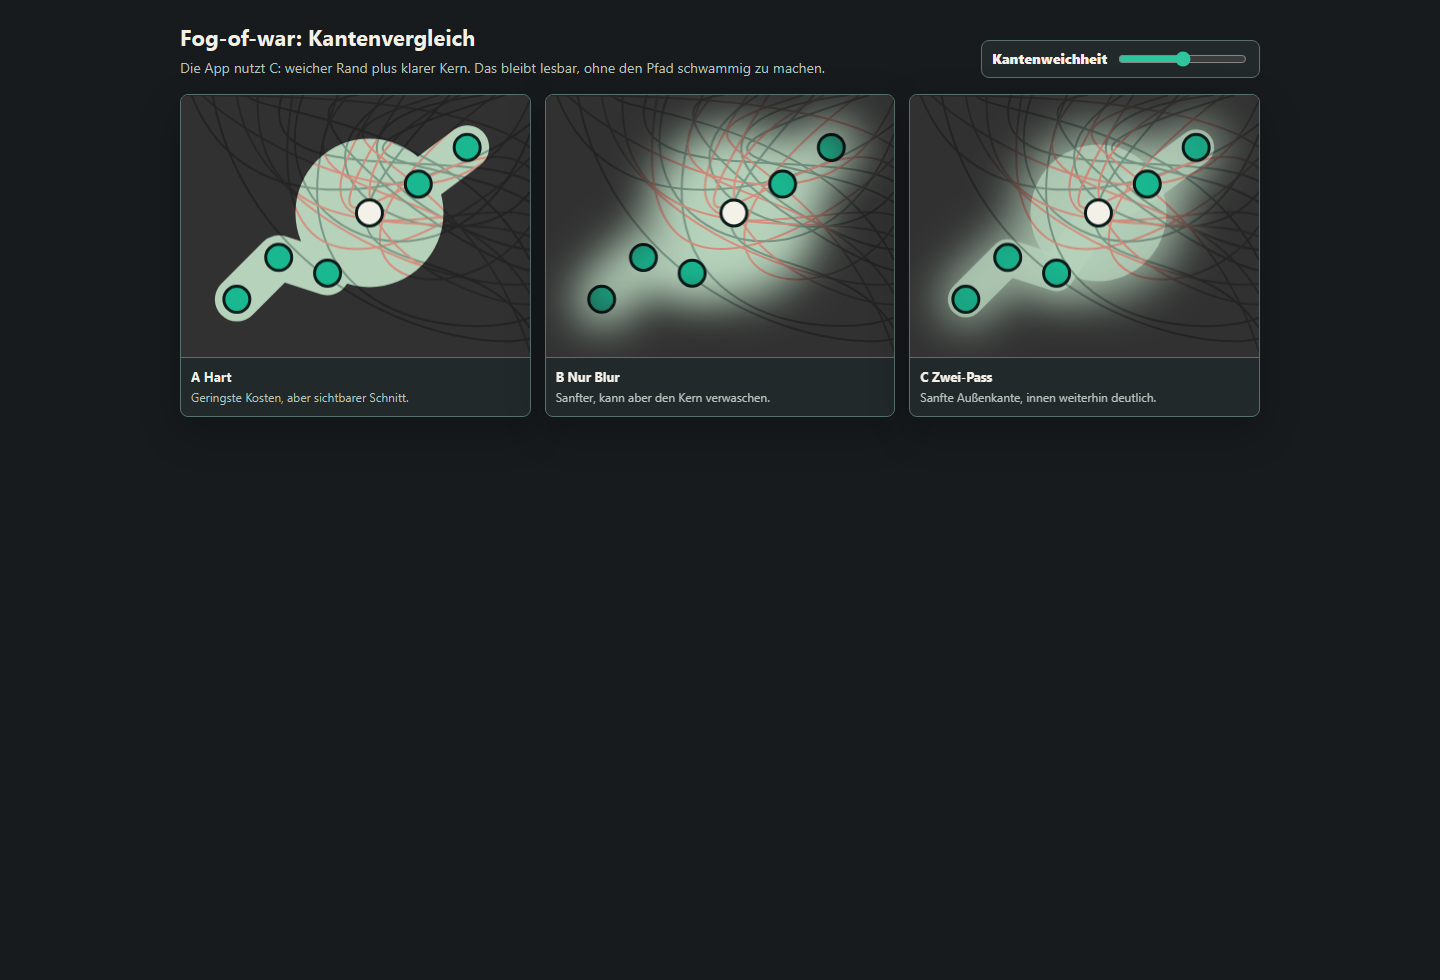 Fog-of-war: Kantenvergleich
Die App nutzt C: weicher Rand plus klarer Kern. Das bleibt lesbar, ohne den Pfad schwammig zu machen.
Kantenweichheit
A Hart
Geringste Kosten, aber sichtbarer Schnitt.
B Nur Blur
Sanfter, kann aber den Kern verwaschen.
C Zwei-Pass
Sanfte Außenkante, innen weiterhin deutlich.